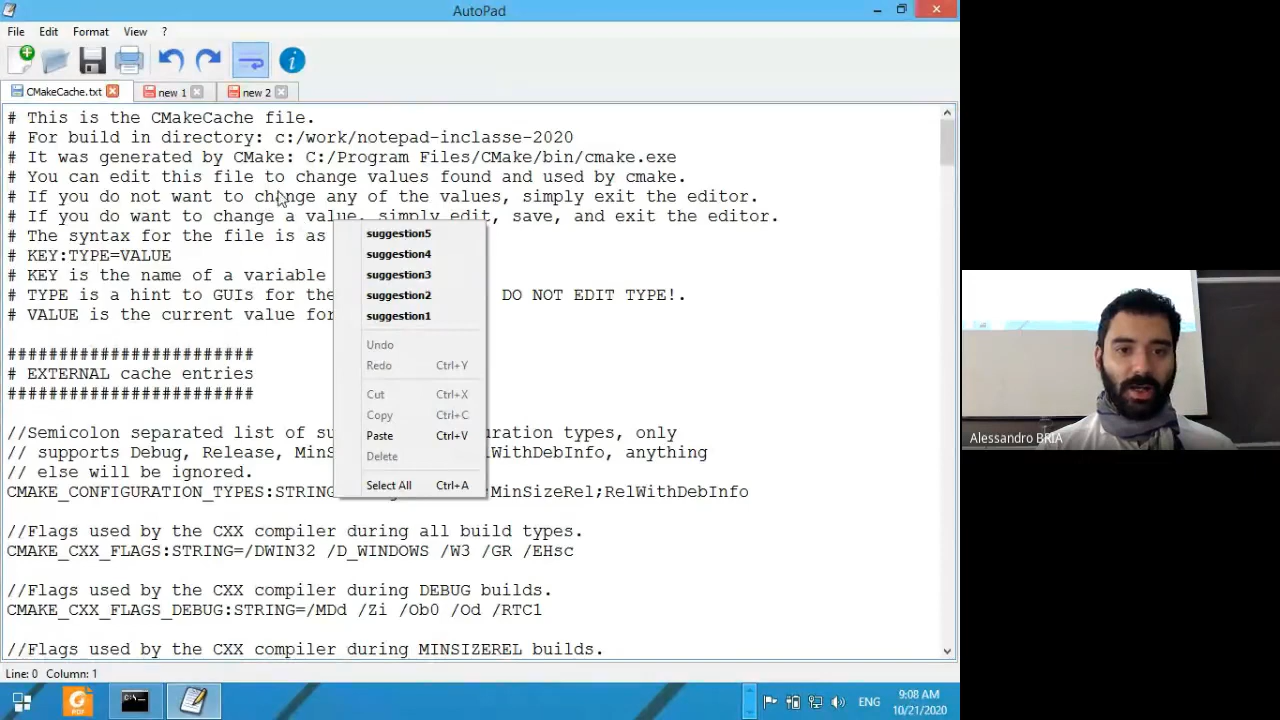 AutoPad
File Edit Format View ?
CMakeCache.txt new 1 new 2
# This is the CMakeCache file.
# For build in directory: c:/work/notepad-inclasse-2020
# It was generated by CMake: C:/Program Files/CMake/bin/cmake.exe
# You can edit this file to change values found and used by cmake.
# If you do not want to change any of the values, simply exit the editor.
# If you do want to change a value, simply edit, save, and exit the editor.
# The syntax for the file is as
# KEY:TYPE=VALUE
# KEY is the name of a variable
# TYPE is a hint to GUIs for the DO NOT EDIT TYPE!.
# VALUE is the current value for
#######################
# EXTERNAL cache entries
#######################
//Semicolon separated list of only
// supports Debug, Release, anything
// else will be ignored.
CMAKE_CONFIGURATION_TYPES:STRING MinSizeRel;RelWithDebInfo
//Flags used by the CXX compiler during all build types.
CMAKE_CXX_FLAGS:STRING=/DWIN32 /D_WINDOWS /W3 /GR /EHsc
//Flags used by the CXX compiler during DEBUG builds.
CMAKE_CXX_FLAGS_DEBUG:STRING=/MDd /Zi /Ob0 /Od /RTC1
//Flags used by the CXX compiler during MINSIZEREL builds.
suggestion5
suggestion4
suggestion3
suggestion2
suggestion1
Undo
Redo Ctrl+Y
Cut Ctrl+X
Copy Ctrl+C
Paste Ctrl+V
Delete
Select All Ctrl+A
Line: 0 Column: 1
PDF
C:\
ENG
9:08 AM
10/21/2020
Alessandro BRIA